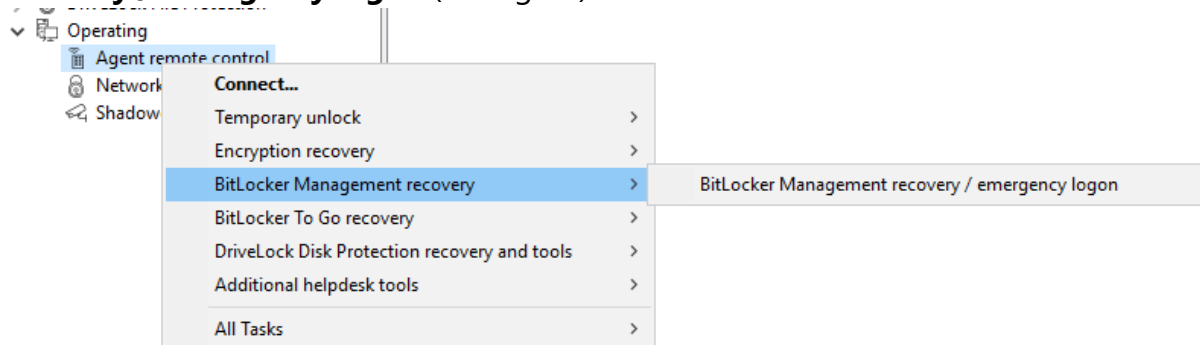 Operating
Agent remote control
Network
Shadow
Connect...
Temporary unlock
Encryption recovery
BitLocker Management recovery
BitLocker Management recovery / emergency logon
BitLocker To Go recovery
DriveLock Disk Protection recovery and tools
Additional helpdesk tools
All Tasks